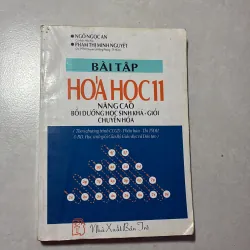 • NGÔ NGỌC AN
• PHẠM THỊ MINH NGUYỆT
BÀI TẬP
HÓA HỌC 11
NÂNG CAO
BỒI DƯỠNG HỌC SINH KHÁ - GIỎI
CHUYÊN HÓA
Nhà Xuất Bản Trẻ